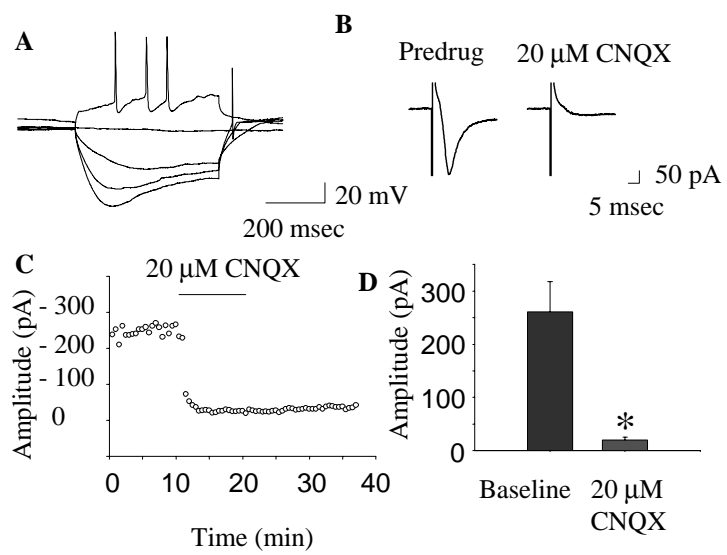 A
20 mV
200 msec
B
Predrug
20 µM CNQX
50 pA
5 msec
C
20 µM CNQX
Amplitude (pA)
- 300
- 200
- 100
0
0 10 20 30 40
Time (min)
D
Amplitude (pA)
300
200
100
0
*
Baseline
20 µM
CNQX